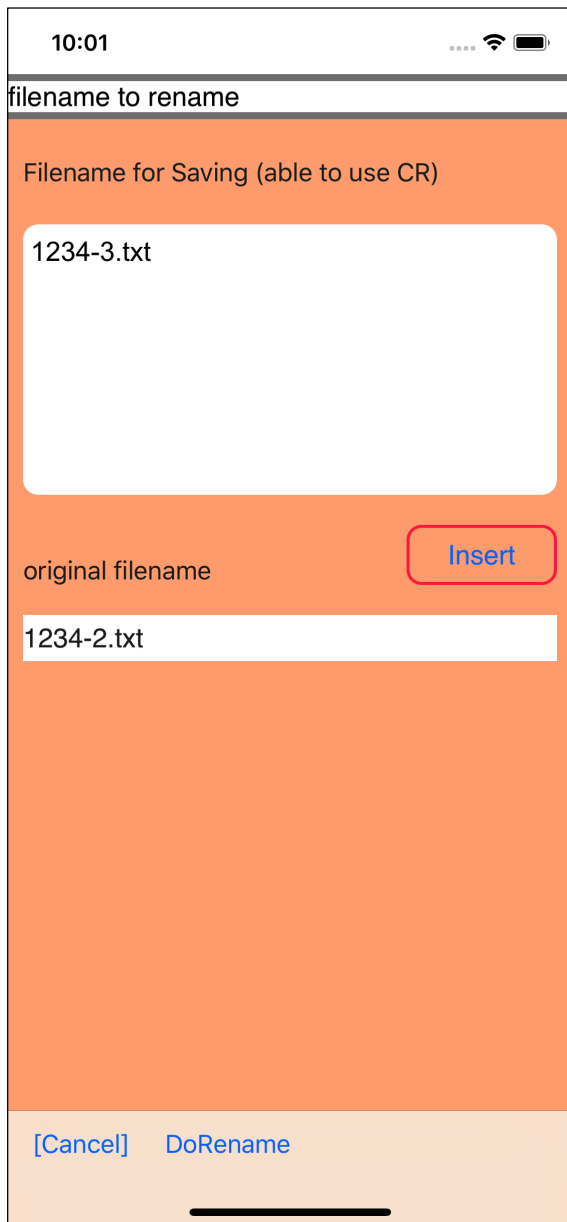 10:01
filename to rename
Filename for Saving (able to use CR)
1234-3.txt
Insert
original filename
1234-2.txt
[Cancel] DoRename